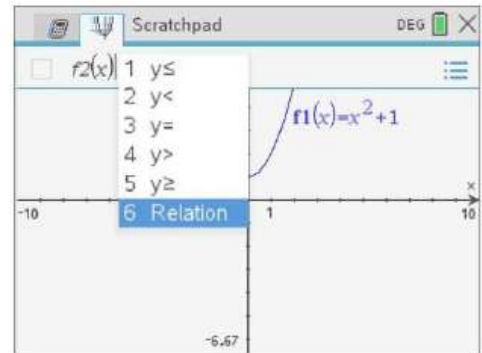 Scratchpad DEG
f2(x)
1 y≤
2 y<
3 y=
4 y>
5 y≥
6 Relation
f1(x)=x²+1
x
-10 1 10
-6.67